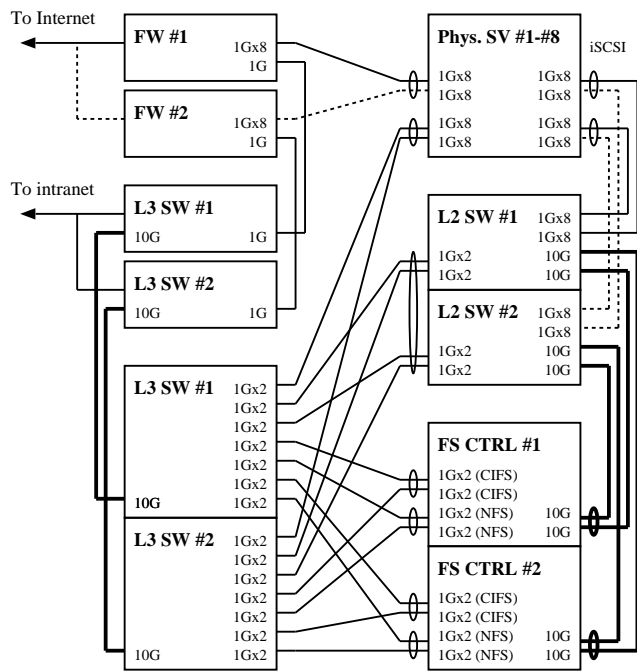 To Internet
FW #1
1Gx8
1G
FW #2
1Gx8
1G
To intranet
L3 SW #1
10G
1G
L3 SW #2
10G
1G
L3 SW #1
1Gx2
1Gx2
1Gx2
1Gx2
1Gx2
1Gx2
10G
1Gx2
L3 SW #2
1Gx2
1Gx2
1Gx2
1Gx2
1Gx2
1Gx2
10G
1Gx2
Phys. SV #1-#8
iSCSI
1Gx8 1Gx8
1Gx8 1Gx8
1Gx8 1Gx8
1Gx8 1Gx8
L2 SW #1
1Gx8
1Gx8
1Gx2 10G
1Gx2 10G
L2 SW #2
1Gx8
1Gx8
1Gx2 10G
1Gx2 10G
FS CTRL #1
1Gx2 (CIFS)
1Gx2 (CIFS)
1Gx2 (NFS) 10G
1Gx2 (NFS) 10G
FS CTRL #2
1Gx2 (CIFS)
1Gx2 (CIFS)
1Gx2 (NFS) 10G
1Gx2 (NFS) 10G